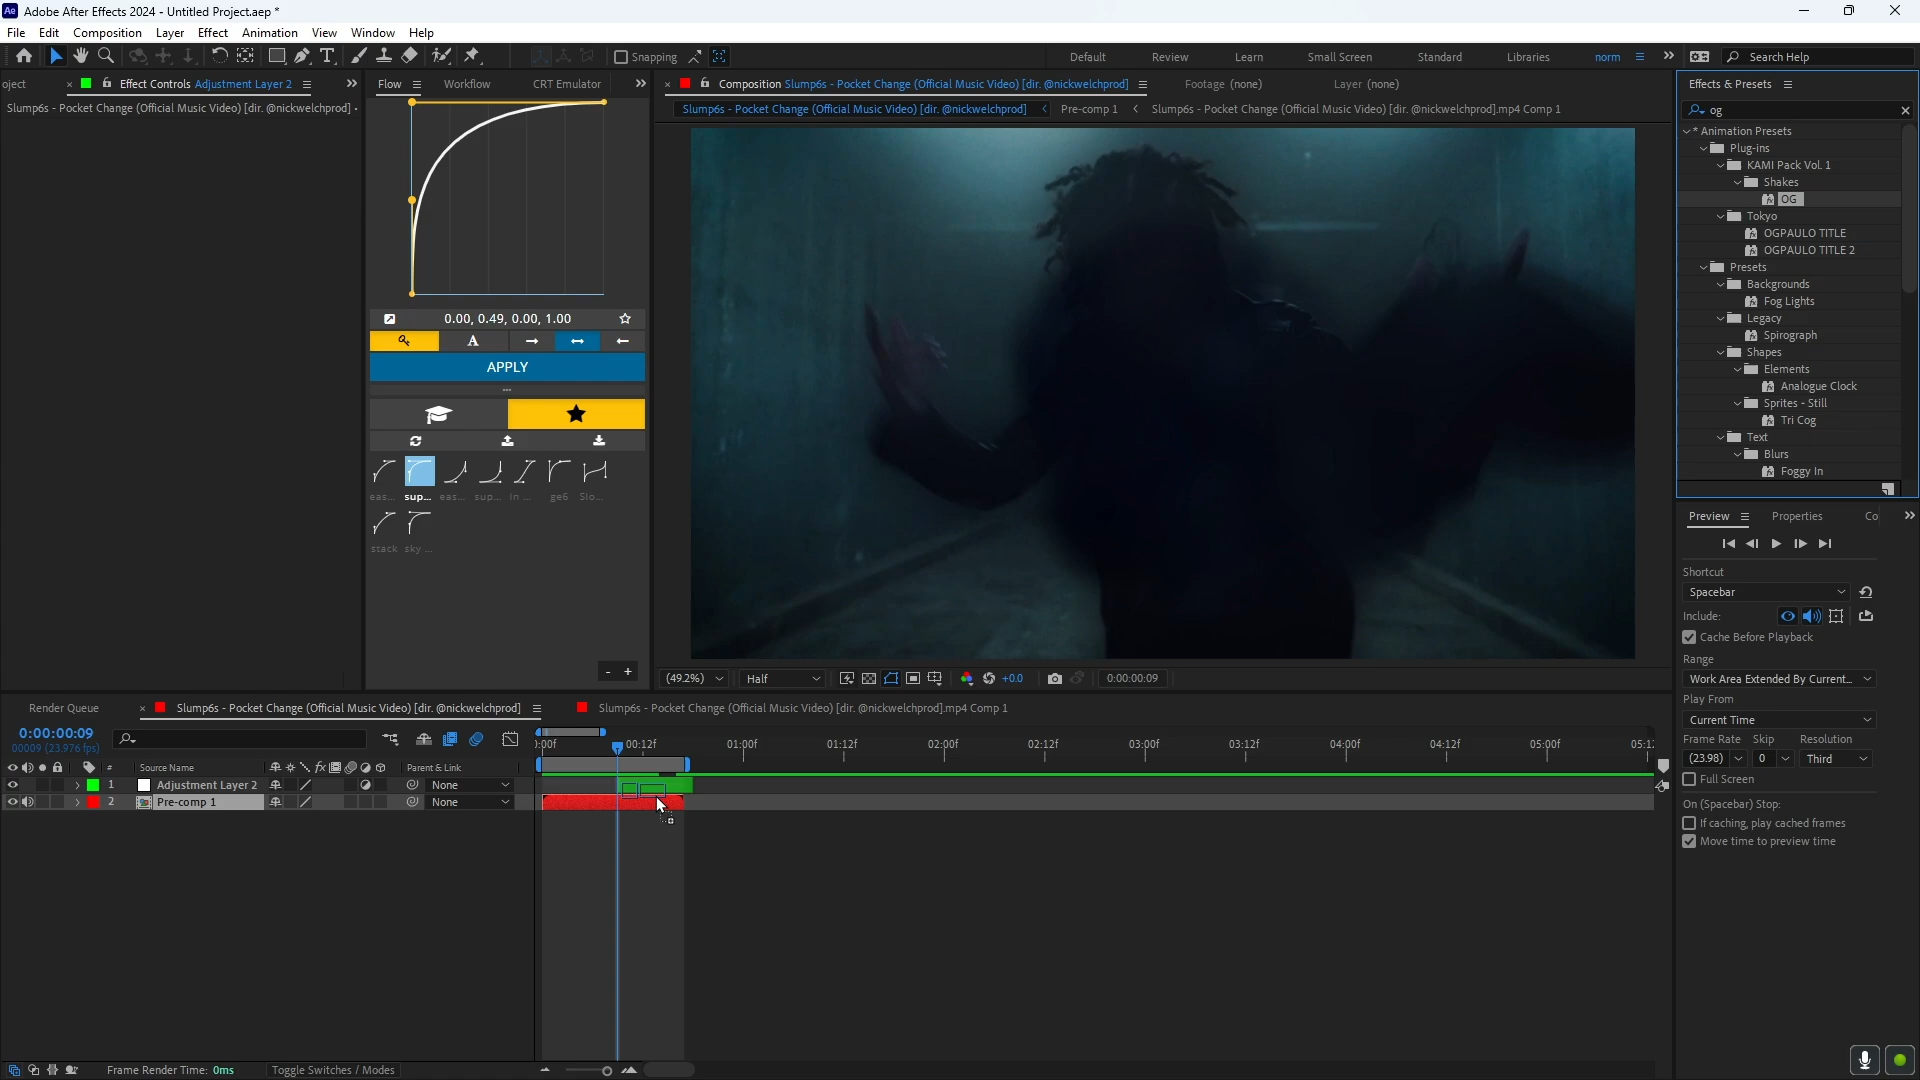 Adobe After Effects 2024 - Untitled Project.aep *
File Edit Composition Layer Effect Animation View Window Help
Snapping
Default Review Learn Small Screen Standard Libraries norm
Search Help
oject
Effect Controls Adjustment Layer 2
Flow Workflow CRT Emulator
Composition Slump6s - Pocket Change (Official Music Video) [dir. @nickwelchprod]
Footage (none)
Layer (none)
Effects & Presets
Slump6s - Pocket Change (Official Music Video) [dir. @nickwelchprod] •
Slump6s - Pocket Change (Official Music Video) [dir. @nickwelchprod] Pre-comp 1 Slump6s - Pocket Change (Official Music Video) [dir. @nickwelchprod].mp4 Comp 1
og
* Animation Presets
Plug-ins
KAMI Pack Vol. 1
Shakes
OG
Tokyo
OGPAULO TITLE
OGPAULO TITLE 2
Presets
Backgrounds
Fog Lights
Legacy
Spirograph
Shapes
Elements
Analogue Clock
Sprites - Still
Tri Cog
Text
Blurs
Foggy In
0.00, 0.49, 0.00, 1.00
A
APPLY
eas... sup... eas... sup... In ... ge6 Slo...
stack sky ...
- +
(49.2%) Half +0.0 0:00:00:09
Preview Properties Co
Shortcut
Spacebar
Include:
Cache Before Playback
Range
Work Area Extended By Current...
Play From
Current Time
Frame Rate Skip Resolution
(23.98) 0 Third
Full Screen
On (Spacebar) Stop:
If caching, play cached frames
Move time to preview time
Render Queue
Slump6s - Pocket Change (Official Music Video) [dir. @nickwelchprod]
Slump6s - Pocket Change (Official Music Video) [dir. @nickwelchprod].mp4 Comp 1
0:00:00:09
00009 (23.976 fps)
:00f 00:12f 01:00f 01:12f 02:00f 02:12f 03:00f 03:12f 04:00f 04:12f 05:00f 05:1
# Source Name fx Parent & Link
1 Adjustment Layer 2 None
2 Pre-comp 1 None
Frame Render Time: 0ms
Toggle Switches / Modes